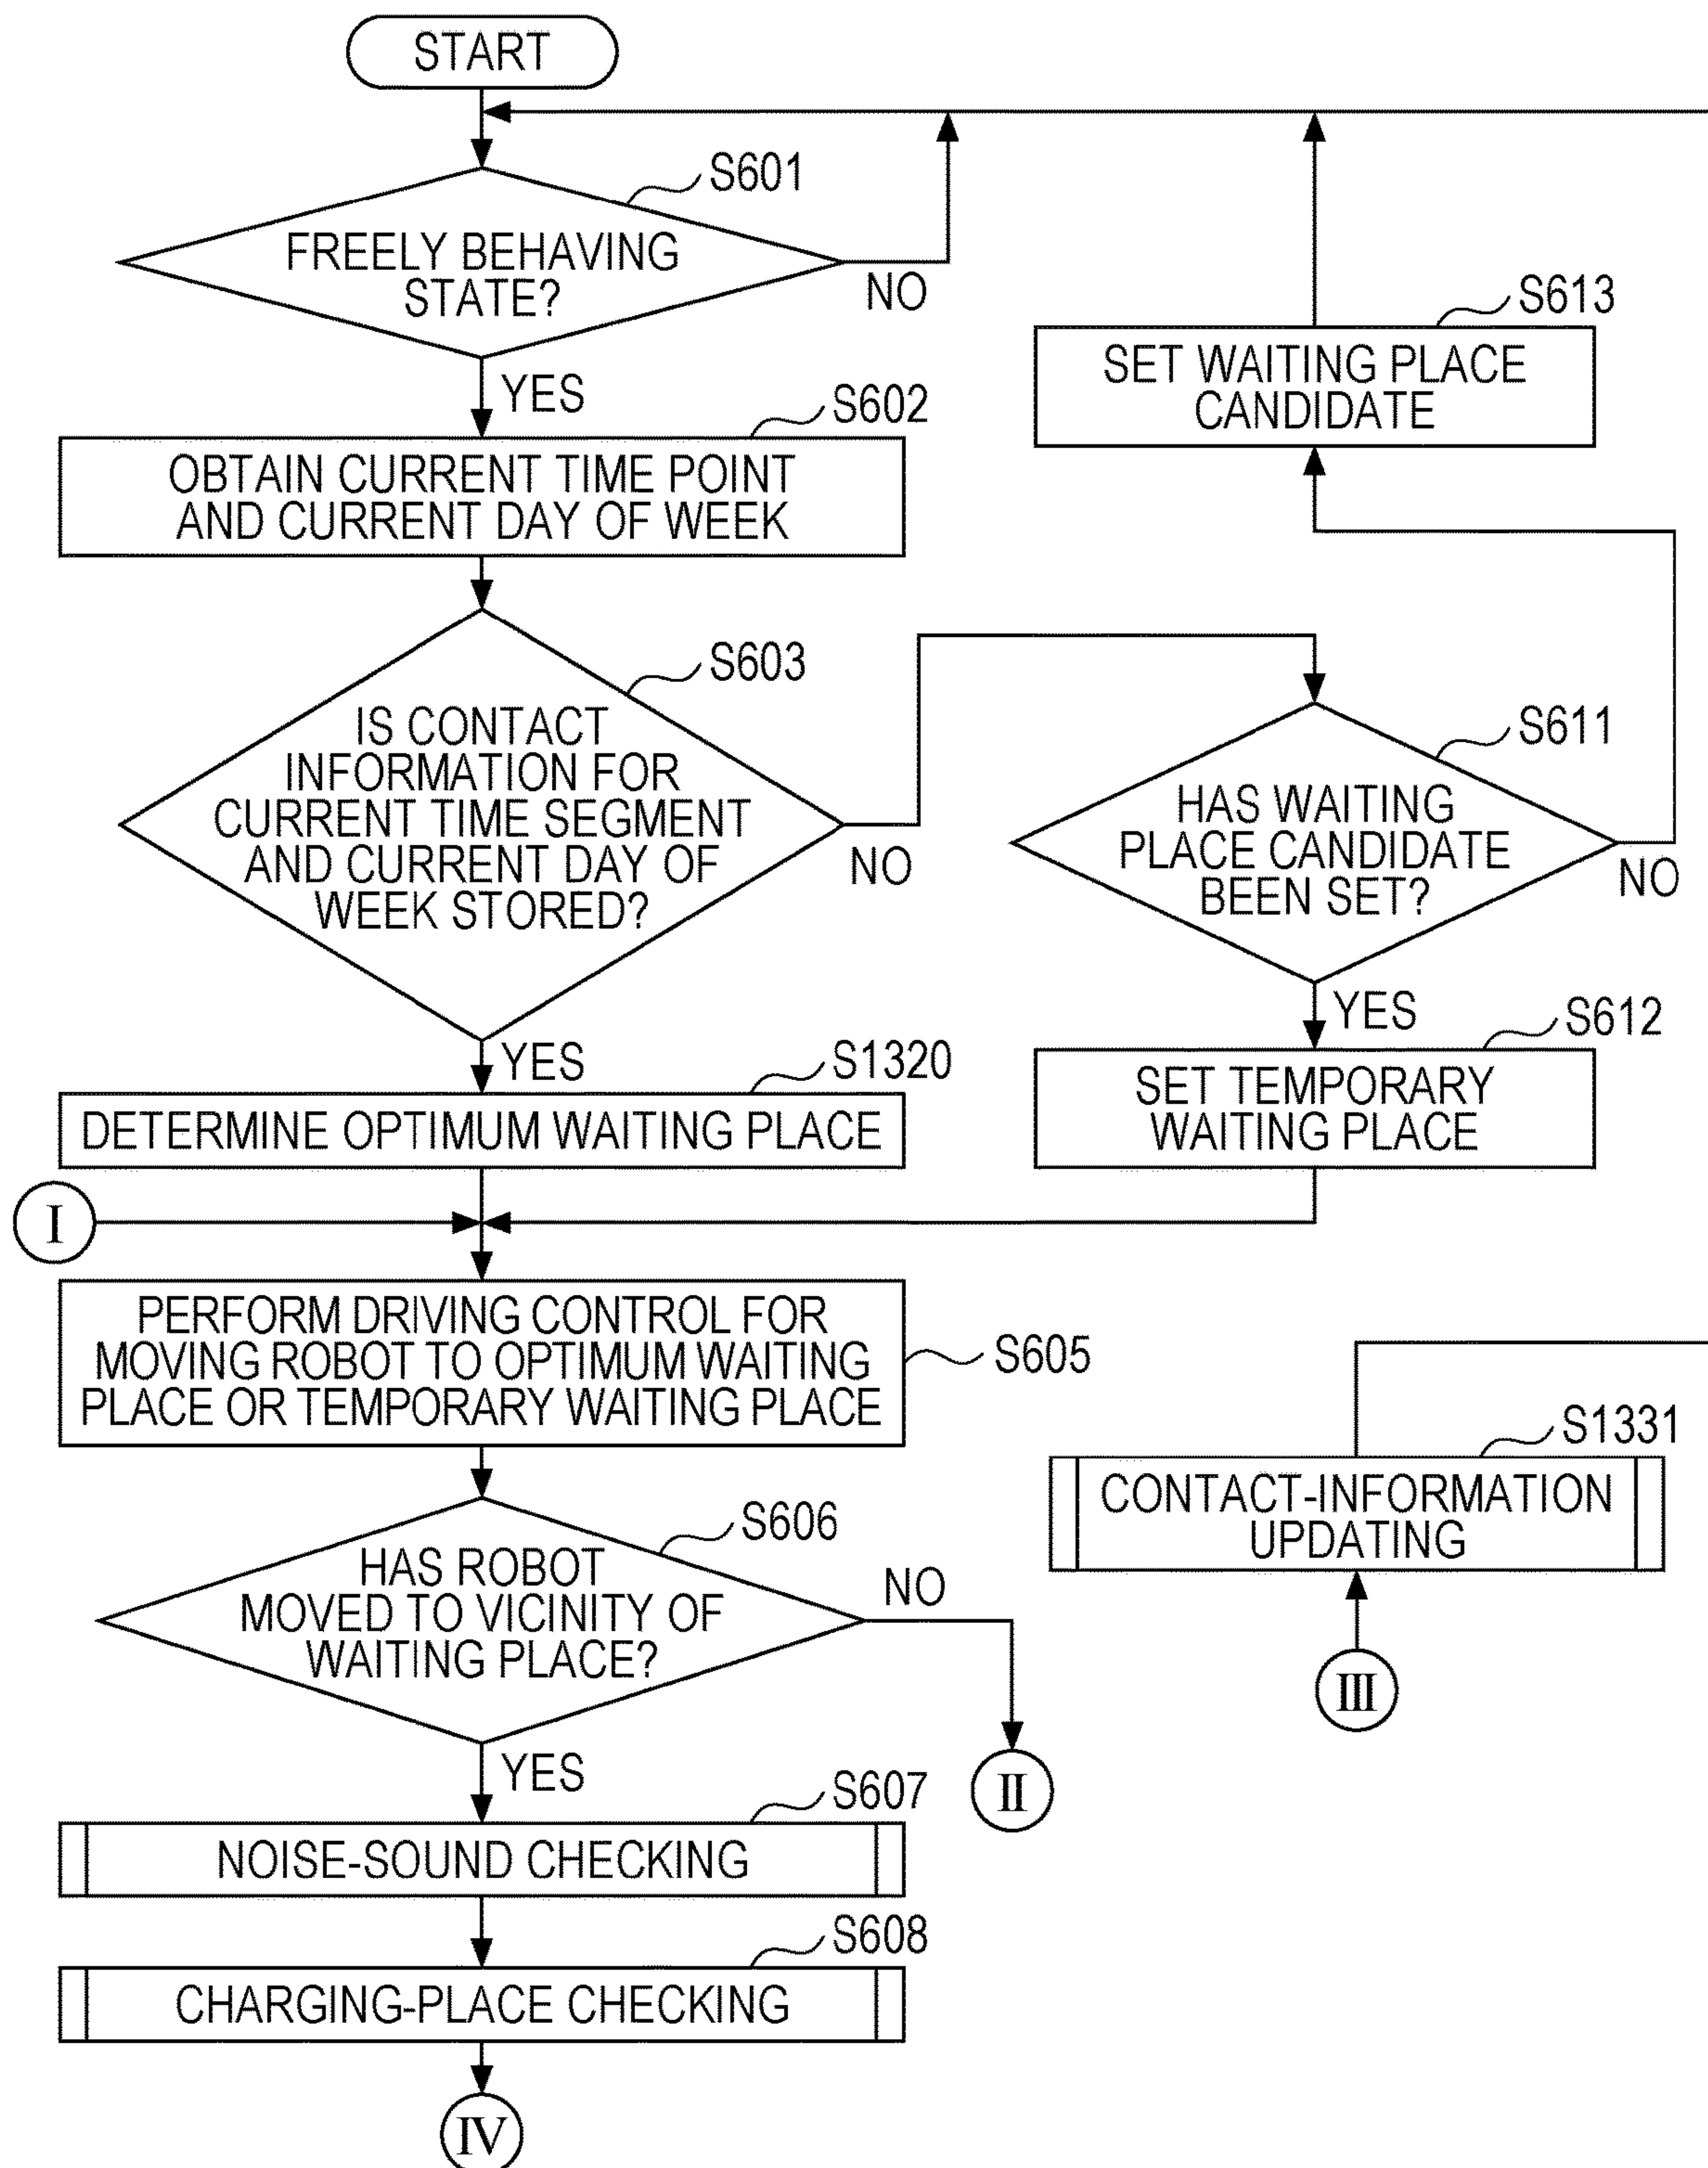 START
S601
FREELY BEHAVING
STATE?
NO
YES
S602
OBTAIN CURRENT TIME POINT
AND CURRENT DAY OF WEEK
S603
IS CONTACT
INFORMATION FOR
CURRENT TIME SEGMENT
AND CURRENT DAY OF
WEEK STORED?
NO
YES
S613
SET WAITING PLACE
CANDIDATE
S611
HAS WAITING
PLACE CANDIDATE
BEEN SET?
NO
YES
S612
SET TEMPORARY
WAITING PLACE
S1320
DETERMINE OPTIMUM WAITING PLACE
I
PERFORM DRIVING CONTROL FOR
MOVING ROBOT TO OPTIMUM WAITING
PLACE OR TEMPORARY WAITING PLACE
S605
S1331
CONTACT-INFORMATION
UPDATING
III
S606
HAS ROBOT
MOVED TO VICINITY OF
WAITING PLACE?
NO
II
YES
S607
NOISE-SOUND CHECKING
S608
CHARGING-PLACE CHECKING
IV